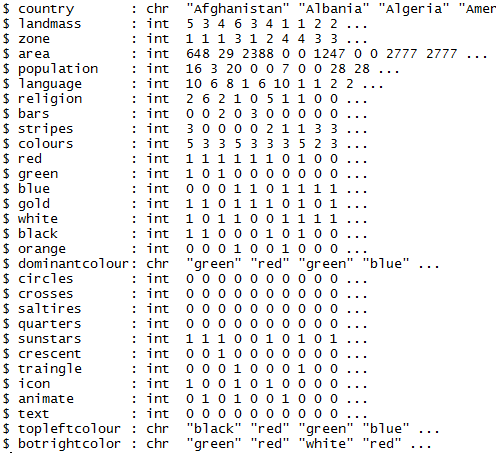 $ country : chr "Afghanistan" "Albania" "Algeria" "Amer
$ landmass : int 5 3 4 6 3 4 1 1 2 2 ...
$ zone : int 1 1 1 3 1 2 4 4 3 3 ...
$ area : int 648 29 2388 0 0 1247 0 0 2777 2777 ...
$ population : int 16 3 20 0 0 7 0 0 28 28 ...
$ language : int 10 6 8 1 6 10 1 1 2 2 ...
$ religion : int 2 6 2 1 0 5 1 1 0 0 ...
$ bars : int 0 0 2 0 3 0 0 0 0 0 ...
$ stripes : int 3 0 0 0 0 2 1 1 3 3 ...
$ colours : int 5 3 3 5 3 3 3 5 2 3 ...
$ red : int 1 1 1 1 1 1 0 1 0 0 ...
$ green : int 1 0 1 0 0 0 0 0 0 0 ...
$ blue : int 0 0 0 1 1 0 1 1 1 1 ...
$ gold : int 1 1 0 1 1 1 0 1 0 1 ...
$ white : int 1 0 1 1 0 0 1 1 1 1 ...
$ black : int 1 1 0 0 0 1 0 1 0 0 ...
$ orange : int 0 0 0 1 0 0 1 0 0 0 ...
$ dominantcolour: chr "green" "red" "green" "blue" ...
$ circles : int 0 0 0 0 0 0 0 0 0 0 ...
$ crosses : int 0 0 0 0 0 0 0 0 0 0 ...
$ saltires : int 0 0 0 0 0 0 0 0 0 0 ...
$ quarters : int 0 0 0 0 0 0 0 0 0 0 ...
$ sunstars : int 1 1 1 0 0 1 0 1 0 1 ...
$ crescent : int 0 0 1 0 0 0 0 0 0 0 ...
$ traingle : int 0 0 0 1 0 0 0 1 0 0 ...
$ icon : int 1 0 0 1 0 1 0 0 0 0 ...
$ animate : int 0 1 0 1 0 0 1 0 0 0 ...
$ text : int 0 0 0 0 0 0 0 0 0 0 ...
$ topleftcolour : chr "black" "red" "green" "blue" ...
$ botrightcolor : chr "green" "red" "white" "red" ...